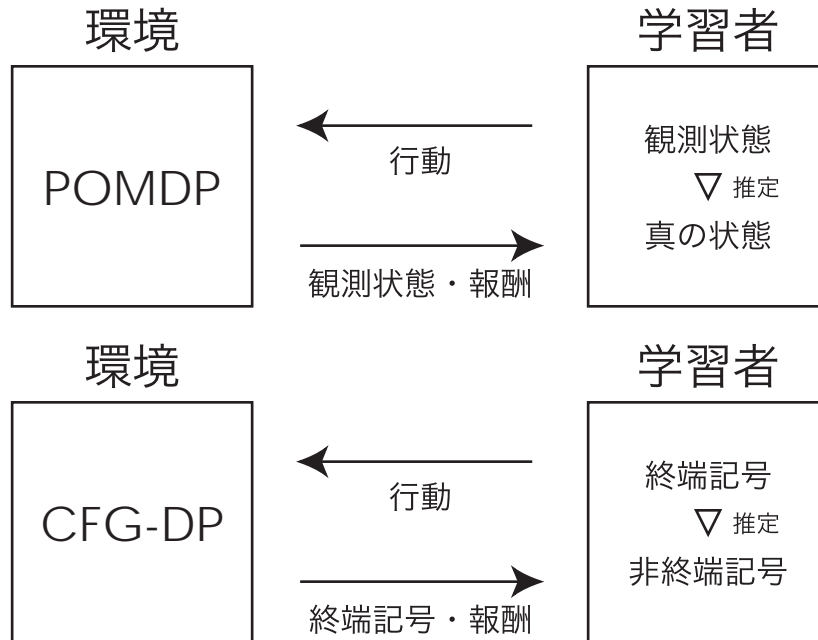 環境
学習者
POMDP
行動
観測状態・報酬
観測状態
▽ 推定
真の状態
環境
学習者
CFG-DP
行動
終端記号・報酬
終端記号
▽ 推定
非終端記号